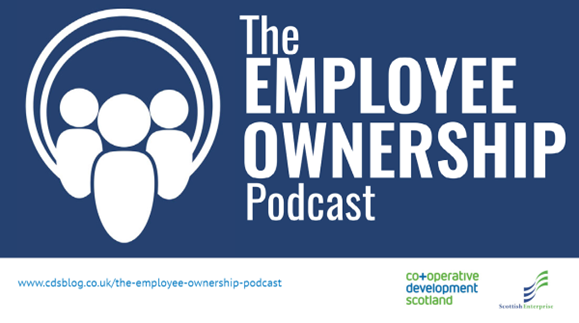 The
EMPLOYEE
OWNERSHIP
Podcast
www.cdsblog.co.uk/the-employee-ownership-podcast
co+operative
development
scotland
Scottish Enterprise